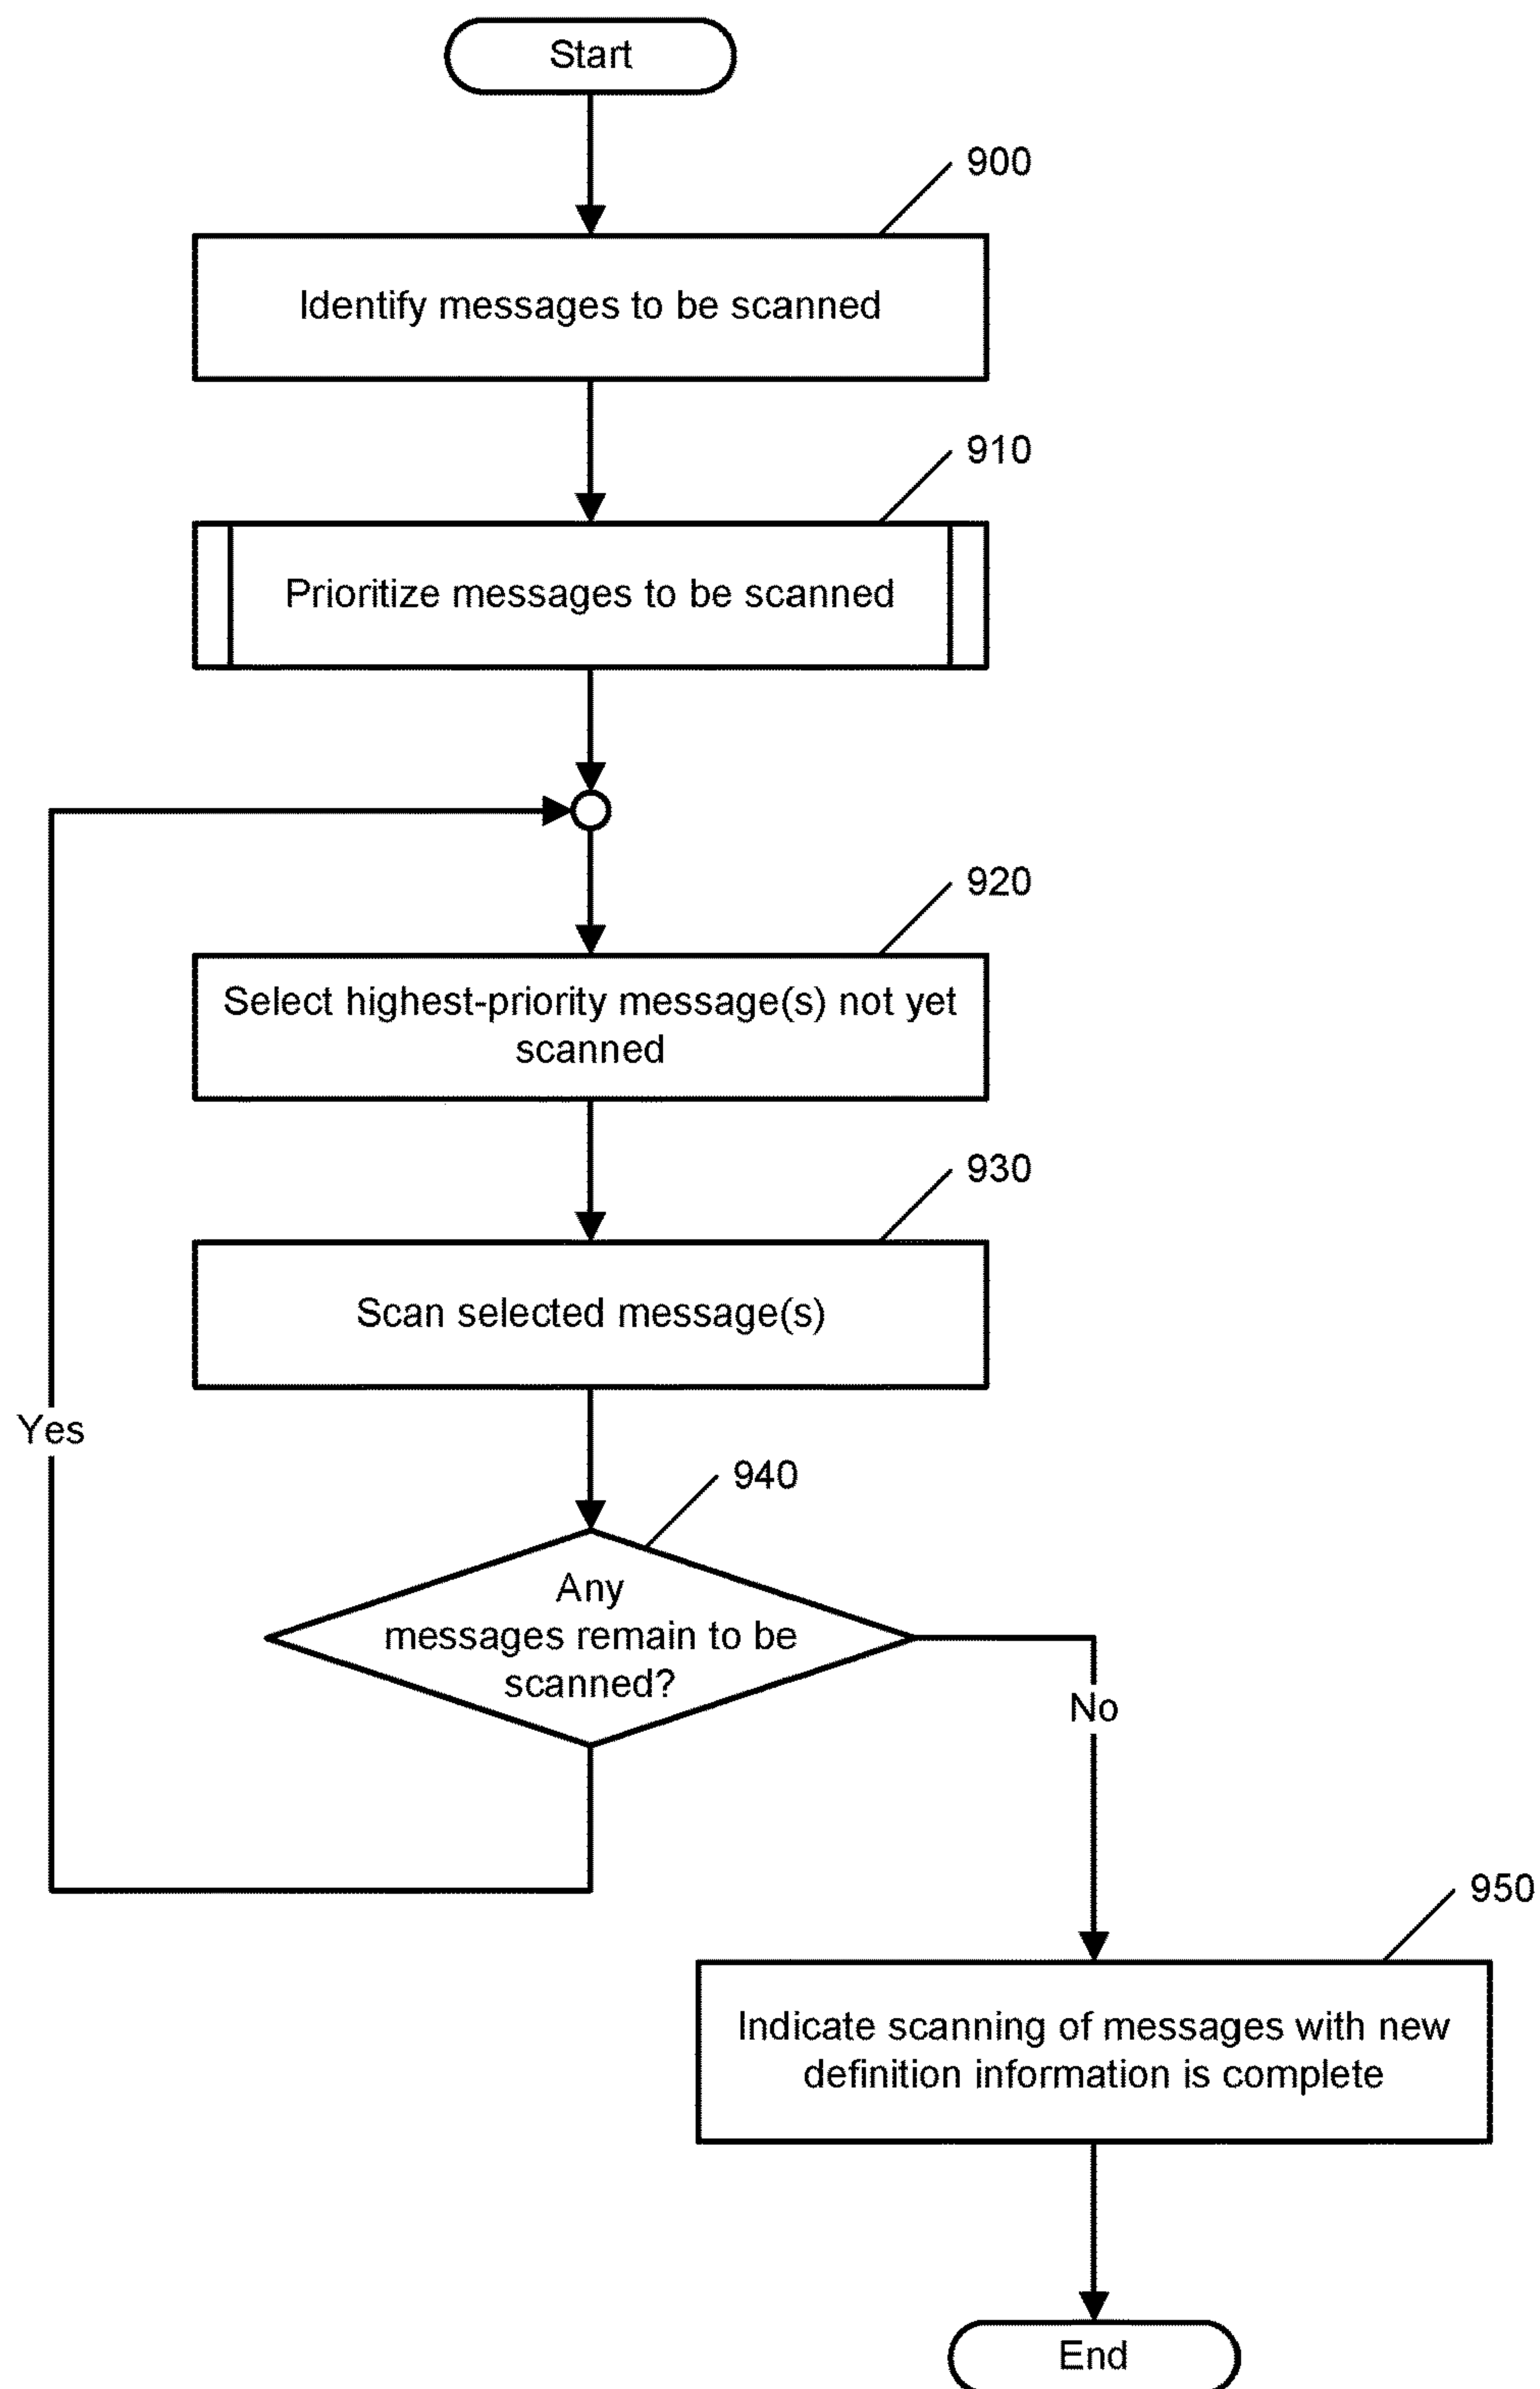 Start
900
Identify messages to be scanned
910
Prioritize messages to be scanned
920
Select highest-priority message(s) not yet
scanned
930
Scan selected message(s)
Yes
940
Any
messages remain to be
scanned?
No
950
Indicate scanning of messages with new
definition information is complete
End